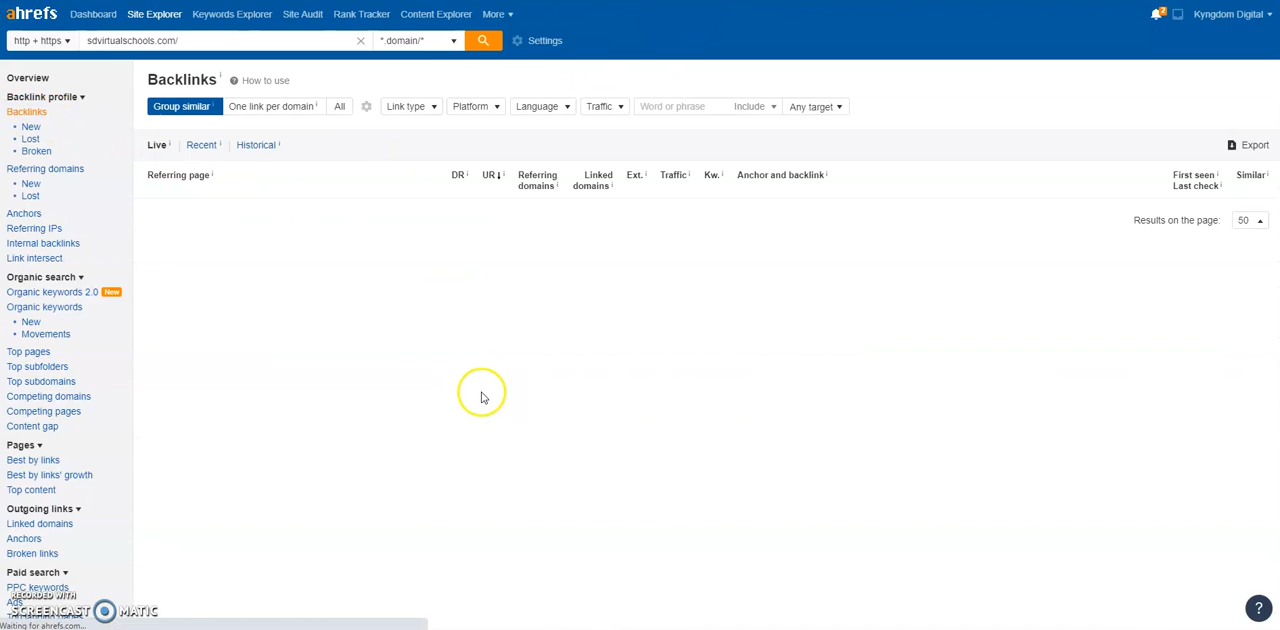 ahrefs Dashboard Site Explorer Keywords Explorer Site Audit Rank Tracker Content Explorer More 2 Kyngdom Digital
http + https sdvirtualschools.com/ *.domain/* Settings
Overview
Backlink profile
Backlinks
New
Lost
Broken
Referring domains
New
Lost
Anchors
Referring IPs
Internal backlinks
Link intersect
Organic search
Organic keywords 2.0 New
Organic keywords
New
Movements
Top pages
Top subfolders
Top subdomains
Competing domains
Competing pages
Content gap
Pages
Best by links
Best by links' growth
Top content
Outgoing links
Linked domains
Anchors
Broken links
Paid search
PPC keywords
Ads
Backlinks How to use
Group similar One link per domain All Link type Platform Language Traffic Word or phrase Include Any target
Live Recent Historical Export
Referring page DR UR Referring domains Linked domains Ext. Traffic Kw. Anchor and backlink First seen Last check Similar
Results on the page: 50
RECORDED WITH
SCREENCAST MATIC
Waiting for ahrefs.com...
?